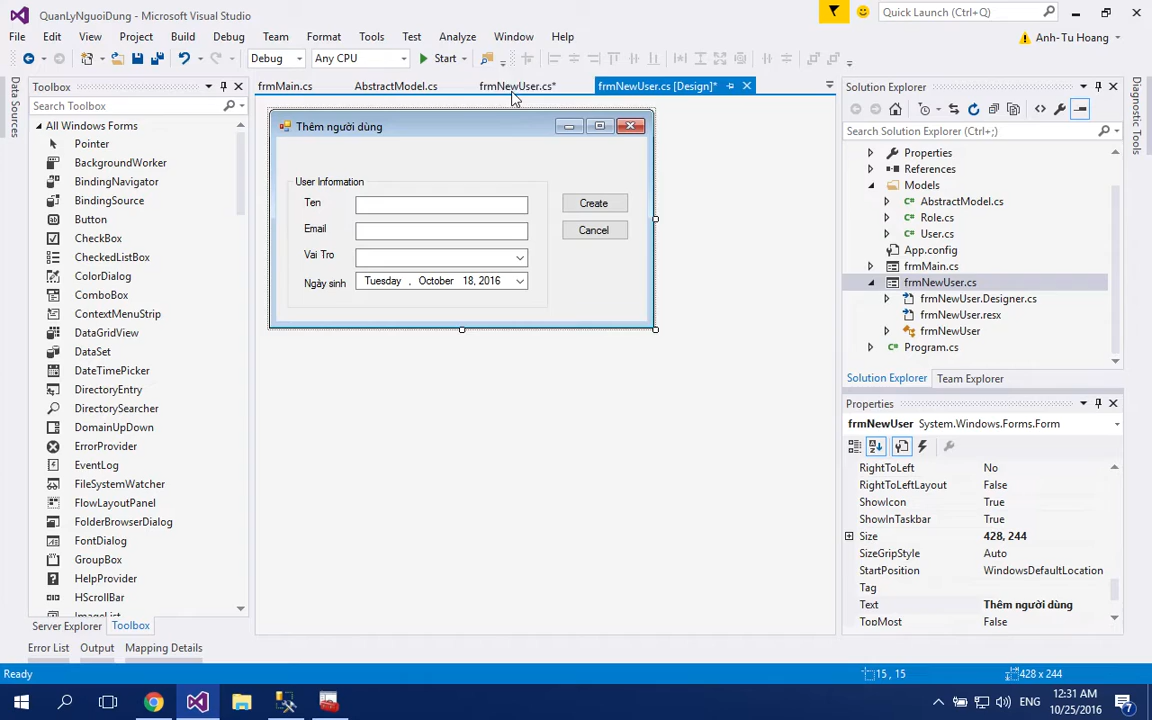 QuanLyNguoiDung - Microsoft Visual Studio
Quick Launch (Ctrl+Q)
File Edit View Project Build Debug Team Format Tools Test Analyze Window Help
Anh-Tu Hoang
Debug Any CPU Start
Data Sources
Toolbox
Search Toolbox
All Windows Forms
Pointer
BackgroundWorker
BindingNavigator
BindingSource
Button
CheckBox
CheckedListBox
ColorDialog
ComboBox
ContextMenuStrip
DataGridView
DataSet
DateTimePicker
DirectoryEntry
DirectorySearcher
DomainUpDown
ErrorProvider
EventLog
FileSystemWatcher
FlowLayoutPanel
FolderBrowserDialog
FontDialog
GroupBox
HelpProvider
HScrollBar
ImageList
Server Explorer Toolbox
frmMain.cs AbstractModel.cs frmNewUser.cs* frmNewUser.cs [Design]*
Thêm người dùng
User Information
Ten
Email
Vai Tro
Ngày sinh Tuesday , October 18, 2016
Create
Cancel
Solution Explorer
Search Solution Explorer (Ctrl+;)
Properties
References
Models
AbstractModel.cs
Role.cs
User.cs
App.config
frmMain.cs
frmNewUser.cs
frmNewUser.Designer.cs
frmNewUser.resx
frmNewUser
Program.cs
Solution Explorer Team Explorer
Properties
frmNewUser System.Windows.Forms.Form
RightToLeft No
RightToLeftLayout False
ShowIcon True
ShowInTaskbar True
Size 428, 244
SizeGripStyle Auto
StartPosition WindowsDefaultLocation
Tag
Text Thêm người dùng
TopMost False
Diagnostic Tools
Error List Output Mapping Details
Ready 15 , 15 428 x 244
ENG 12:31 AM
10/25/2016
7